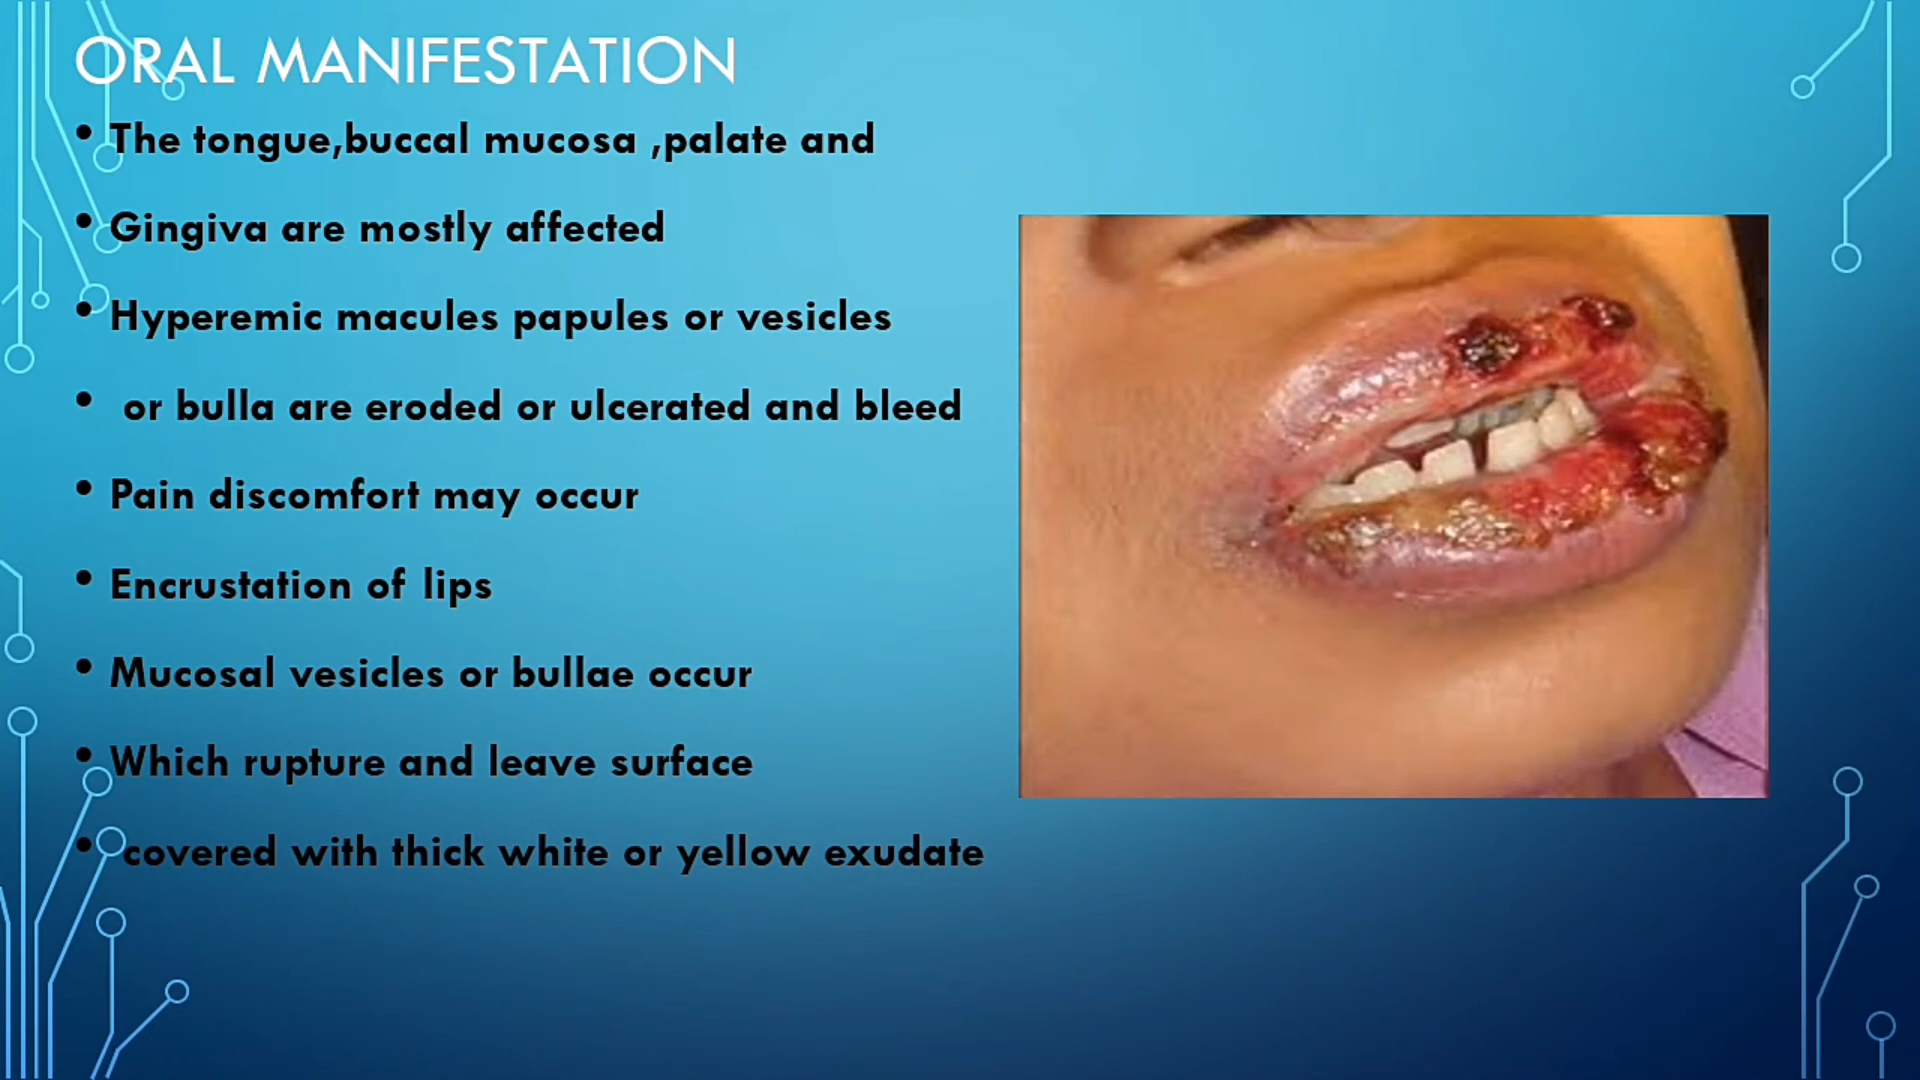 ORAL MANIFESTATION
• The tongue,buccal mucosa ,palate and
• Gingiva are mostly affected
• Hyperemic macules papules or vesicles
• or bulla are eroded or ulcerated and bleed
• Pain discomfort may occur
• Encrustation of lips
• Mucosal vesicles or bullae occur
• Which rupture and leave surface
• covered with thick white or yellow exudate